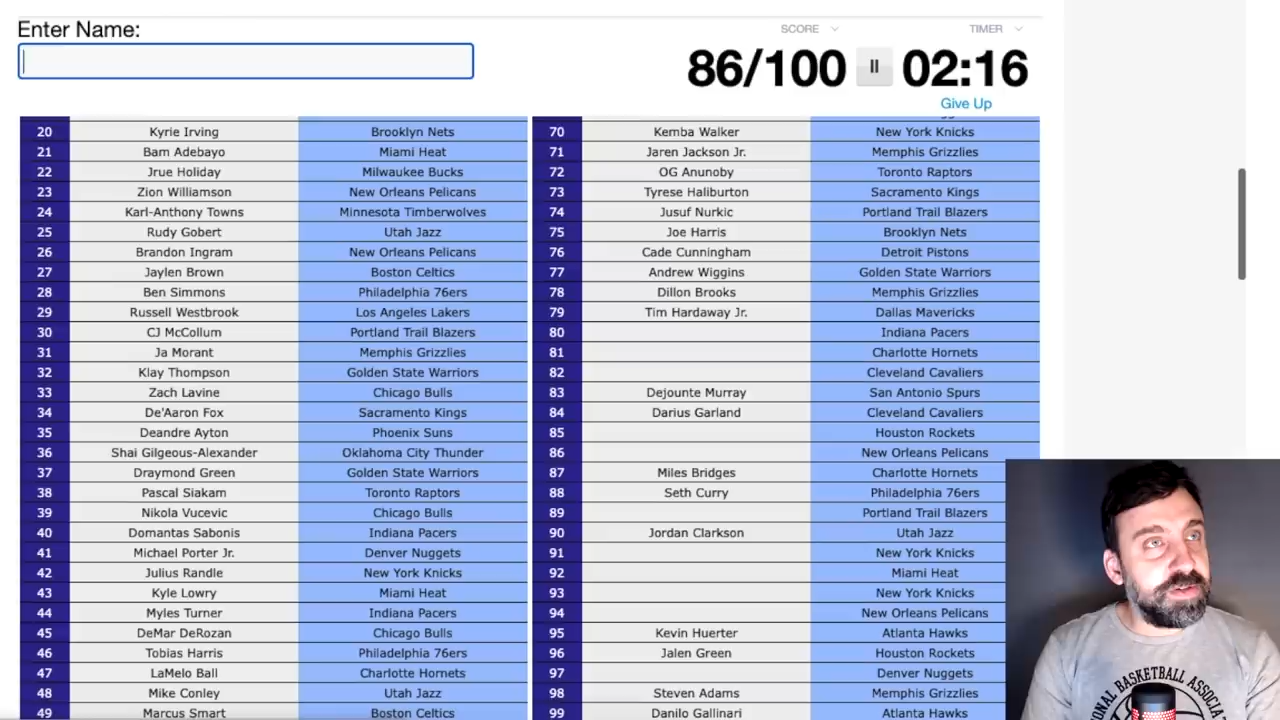 Enter Name:
SCORE
TIMER
86/100
02:16
Give Up
20 Kyrie Irving Brooklyn Nets
21 Bam Adebayo Miami Heat
22 Jrue Holiday Milwaukee Bucks
23 Zion Williamson New Orleans Pelicans
24 Karl-Anthony Towns Minnesota Timberwolves
25 Rudy Gobert Utah Jazz
26 Brandon Ingram New Orleans Pelicans
27 Jaylen Brown Boston Celtics
28 Ben Simmons Philadelphia 76ers
29 Russell Westbrook Los Angeles Lakers
30 CJ McCollum Portland Trail Blazers
31 Ja Morant Memphis Grizzlies
32 Klay Thompson Golden State Warriors
33 Zach Lavine Chicago Bulls
34 De'Aaron Fox Sacramento Kings
35 Deandre Ayton Phoenix Suns
36 Shai Gilgeous-Alexander Oklahoma City Thunder
37 Draymond Green Golden State Warriors
38 Pascal Siakam Toronto Raptors
39 Nikola Vucevic Chicago Bulls
40 Domantas Sabonis Indiana Pacers
41 Michael Porter Jr. Denver Nuggets
42 Julius Randle New York Knicks
43 Kyle Lowry Miami Heat
44 Myles Turner Indiana Pacers
45 DeMar DeRozan Chicago Bulls
46 Tobias Harris Philadelphia 76ers
47 LaMelo Ball Charlotte Hornets
48 Mike Conley Utah Jazz
49 Marcus Smart Boston Celtics
70 Kemba Walker New York Knicks
71 Jaren Jackson Jr. Memphis Grizzlies
72 OG Anunoby Toronto Raptors
73 Tyrese Haliburton Sacramento Kings
74 Jusuf Nurkic Portland Trail Blazers
75 Joe Harris Brooklyn Nets
76 Cade Cunningham Detroit Pistons
77 Andrew Wiggins Golden State Warriors
78 Dillon Brooks Memphis Grizzlies
79 Tim Hardaway Jr. Dallas Mavericks
80 Indiana Pacers
81 Charlotte Hornets
82 Cleveland Cavaliers
83 Dejounte Murray San Antonio Spurs
84 Darius Garland Cleveland Cavaliers
85 Houston Rockets
86 New Orleans Pelicans
87 Miles Bridges Charlotte Hornets
88 Seth Curry Philadelphia 76ers
89 Portland Trail Blazers
90 Jordan Clarkson Utah Jazz
91 New York Knicks
92 Miami Heat
93 New York Knicks
94 New Orleans Pelicans
95 Kevin Huerter Atlanta Hawks
96 Jalen Green Houston Rockets
97 Denver Nuggets
98 Steven Adams Memphis Grizzlies
99 Danilo Gallinari Atlanta Hawks
BASKETBALL